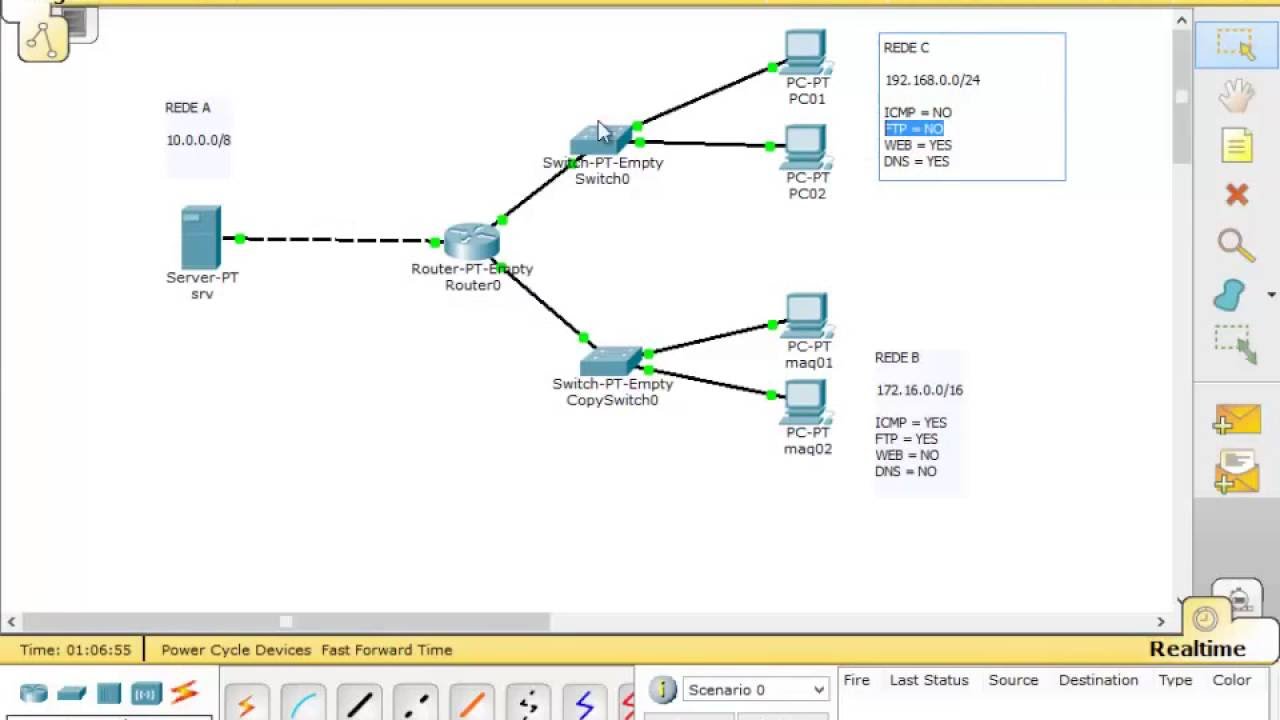 REDE A
10.0.0.0/8
Server-PT
srv
Router-PT-Empty
Router0
Switch-PT-Empty
Switch0
PC-PT
PC01
PC-PT
PC02
REDE C
192.168.0.0/24
ICMP = NO
FTP = NO
WEB = YES
DNS = YES
Switch-PT-Empty
CopySwitch0
PC-PT
maq01
PC-PT
maq02
REDE B
172.16.0.0/16
ICMP = YES
FTP = YES
WEB = NO
DNS = NO
Time: 01:06:55 Power Cycle Devices Fast Forward Time
Realtime
Scenario 0
Fire Last Status Source Destination Type Color